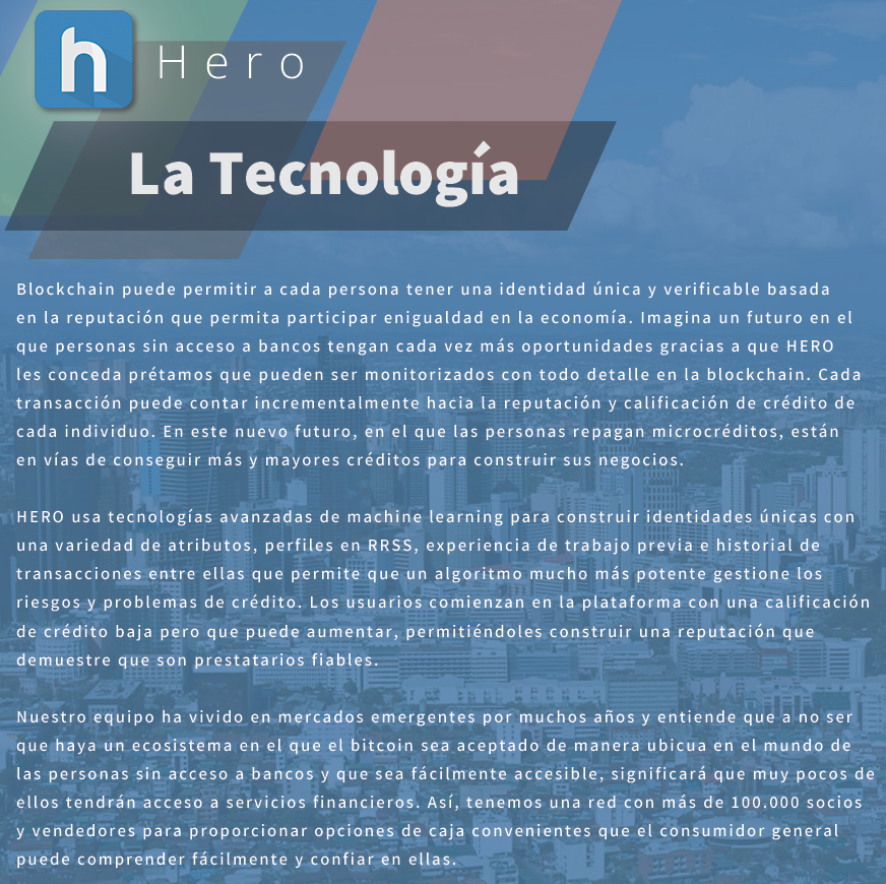 h Hero
La Tecnología
Blockchain puede permitir a cada persona tener una identidad única y verificable basada
en la reputación que permita participar enigualdad en la economía. Imagina un futuro en el
que personas sin acceso a bancos tengan cada vez más oportunidades gracias a que HERO
les conceda prétamos que pueden ser monitorizados con todo detalle en la blockchain. Cada
transacción puede contar incrementalmente hacia la reputación y calificación de crédito de
cada individuo. En este nuevo futuro, en el que las personas repagan microcréditos, están
en vías de conseguir más y mayores créditos para construir sus negocios.
HERO usa tecnologías avanzadas de machine learning para construir identidades únicas con
una variedad de atributos, perfiles en RRSS, experiencia de trabajo previa e historial de
transacciones entre ellas que permite que un algoritmo mucho más potente gestione los
riesgos y problemas de crédito. Los usuarios comienzan en la plataforma con una calificación
de crédito baja pero que puede aumentar, permitiéndoles construir una reputación que
demuestre que son prestatarios fiables.
Nuestro equipo ha vivido en mercados emergentes por muchos años y entiende que a no ser
que haya un ecosistema en el que el bitcoin sea aceptado de manera ubicua en el mundo de
las personas sin acceso a bancos y que sea fácilmente accesible, significará que muy pocos de
ellos tendrán acceso a servicios financieros. Así, tenemos una red con más de 100.000 socios
y vendedores para proporcionar opciones de caja convenientes que el consumidor general
puede comprender fácilmente y confiar en ellas.